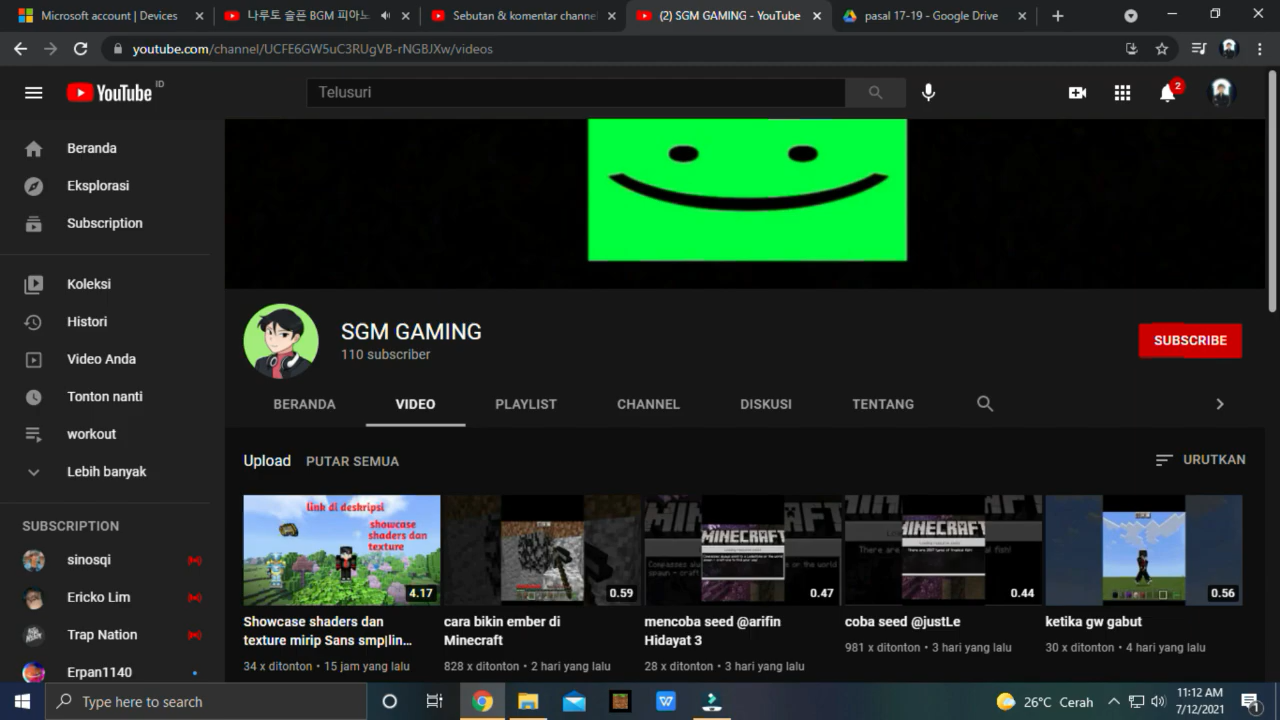 Microsoft account | Devices
나루토 슬픈 BGM 피아노
Sebutan & komentar channel
(2) SGM GAMING - YouTube
pasal 17-19 - Google Drive
youtube.com/channel/UCFE6GW5uC3RUgVB-rNGBJXw/videos
YouTube ID
Telusuri
2
Beranda
Eksplorasi
Subscription
Koleksi
Histori
Video Anda
Tonton nanti
workout
Lebih banyak
SUBSCRIPTION
sinosqi
Ericko Lim
Trap Nation
Erpan1140
SGM GAMING
110 subscriber
SUBSCRIBE
BERANDA
VIDEO
PLAYLIST
CHANNEL
DISKUSI
TENTANG
Upload
PUTAR SEMUA
URUTKAN
link di deskripsi
showcase
shaders dan
texture
4.17
Showcase shaders dan
texture mirip Sans smp|lin...
34 x ditonton • 15 jam yang lalu
0.59
cara bikin ember di
Minecraft
828 x ditonton • 2 hari yang lalu
MINECRAFT
0.47
mencoba seed @arifin
Hidayat 3
28 x ditonton • 3 hari yang lalu
MINECRAFT
0.44
coba seed @justLe
981 x ditonton • 3 hari yang lalu
0.56
ketika gw gabut
30 x ditonton • 4 hari yang lalu
Type here to search
26°C Cerah
11:12 AM
7/12/2021
1